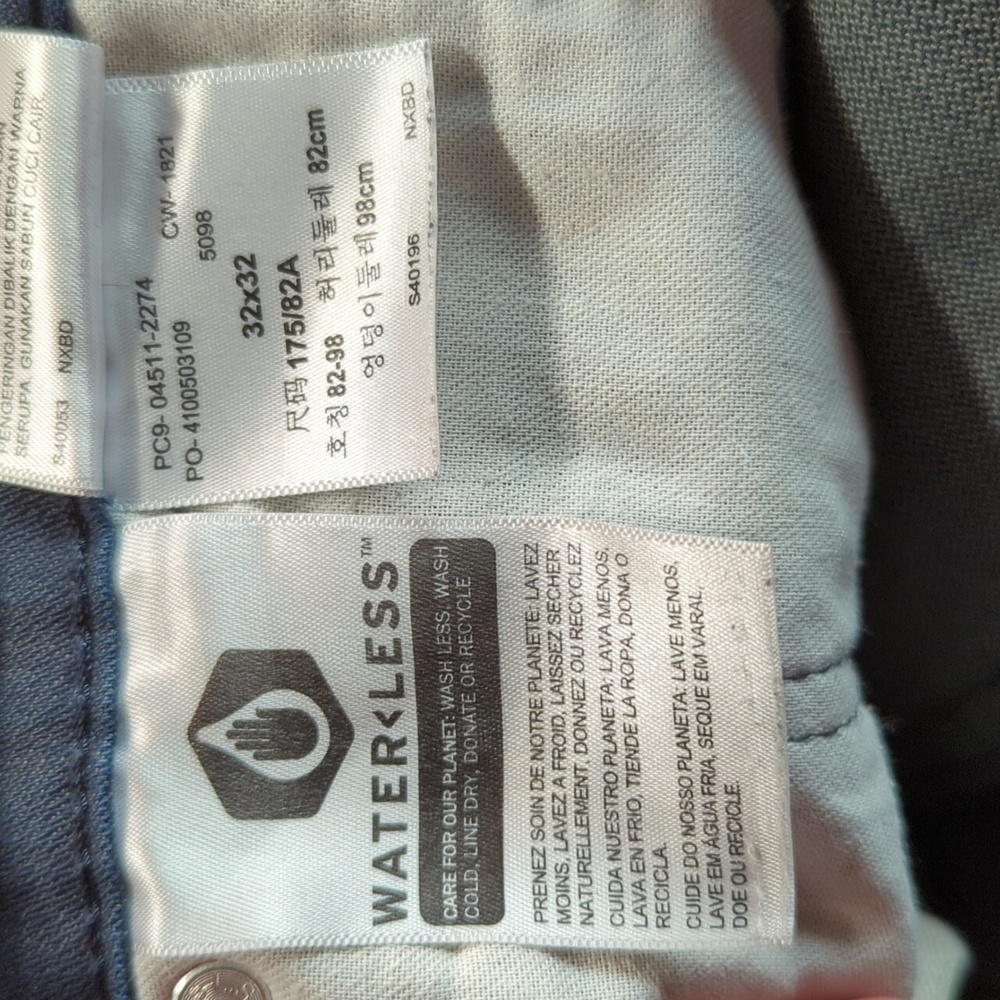 SERUPA. GUNAKAN SABUN CUCI CAIR.
S40083 NXBD
PC9- 04511-2274 CW- 1821
PO- 4100503109 5098
32x32
尺码 175/82A
호칭 82-98 허리둘레 82cm
엉덩이둘레 98cm
S40196 NXBD
WATER<LESS™
CARE FOR OUR PLANET: WASH LESS, WASH
COLD, LINE DRY, DONATE OR RECYCLE
PRENEZ SOIN DE NOTRE PLANETE: LAVEZ
MOINS, LAVEZ A FROID, LAISSEZ SECHER
NATURELLEMENT, DONNEZ OU RECYCLEZ
CUIDA NUESTRO PLANETA: LAVA MENOS,
LAVA EN FRIO, TIENDE LA ROPA, DONA O
RECICLA.
CUIDE DO NOSSO PLANETA: LAVE MENOS,
LAVE EM ÁGUA FRIA, SEQUE EM VARAL,
DOE OU RECICLE.